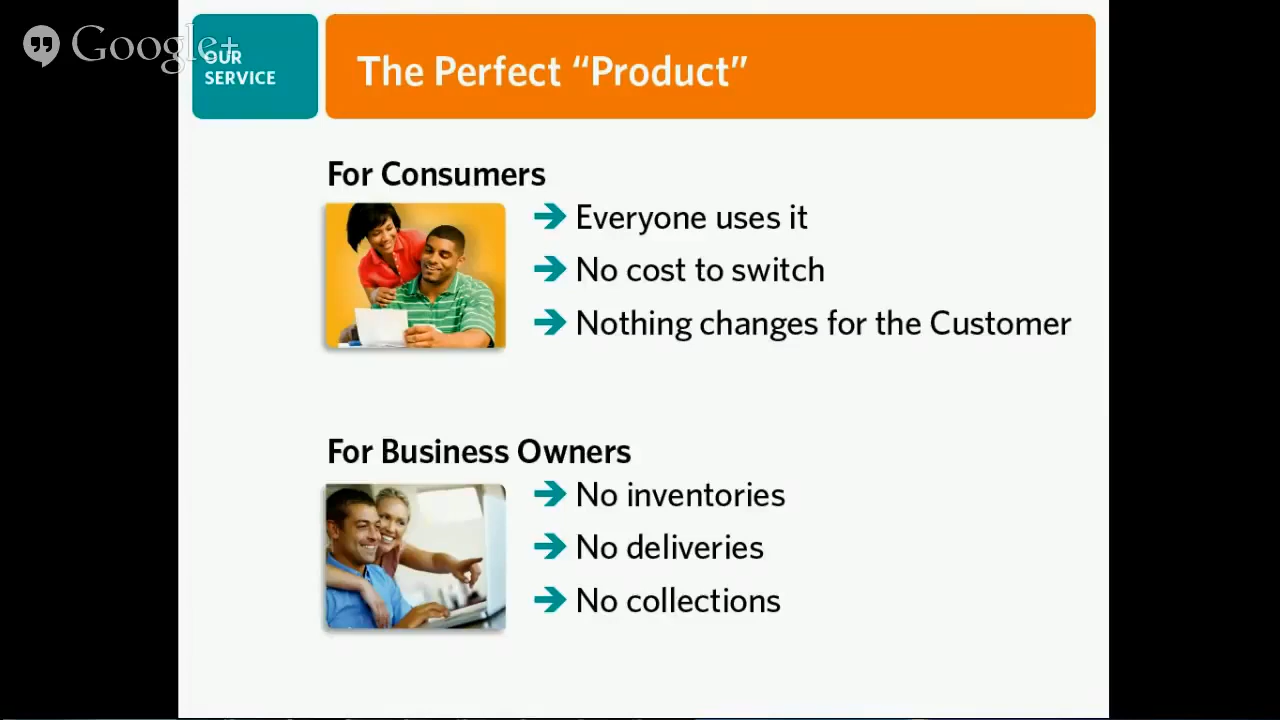 Google+
OUR
SERVICE
The Perfect “Product”
For Consumers
Everyone uses it
No cost to switch
Nothing changes for the Customer
For Business Owners
No inventories
No deliveries
No collections